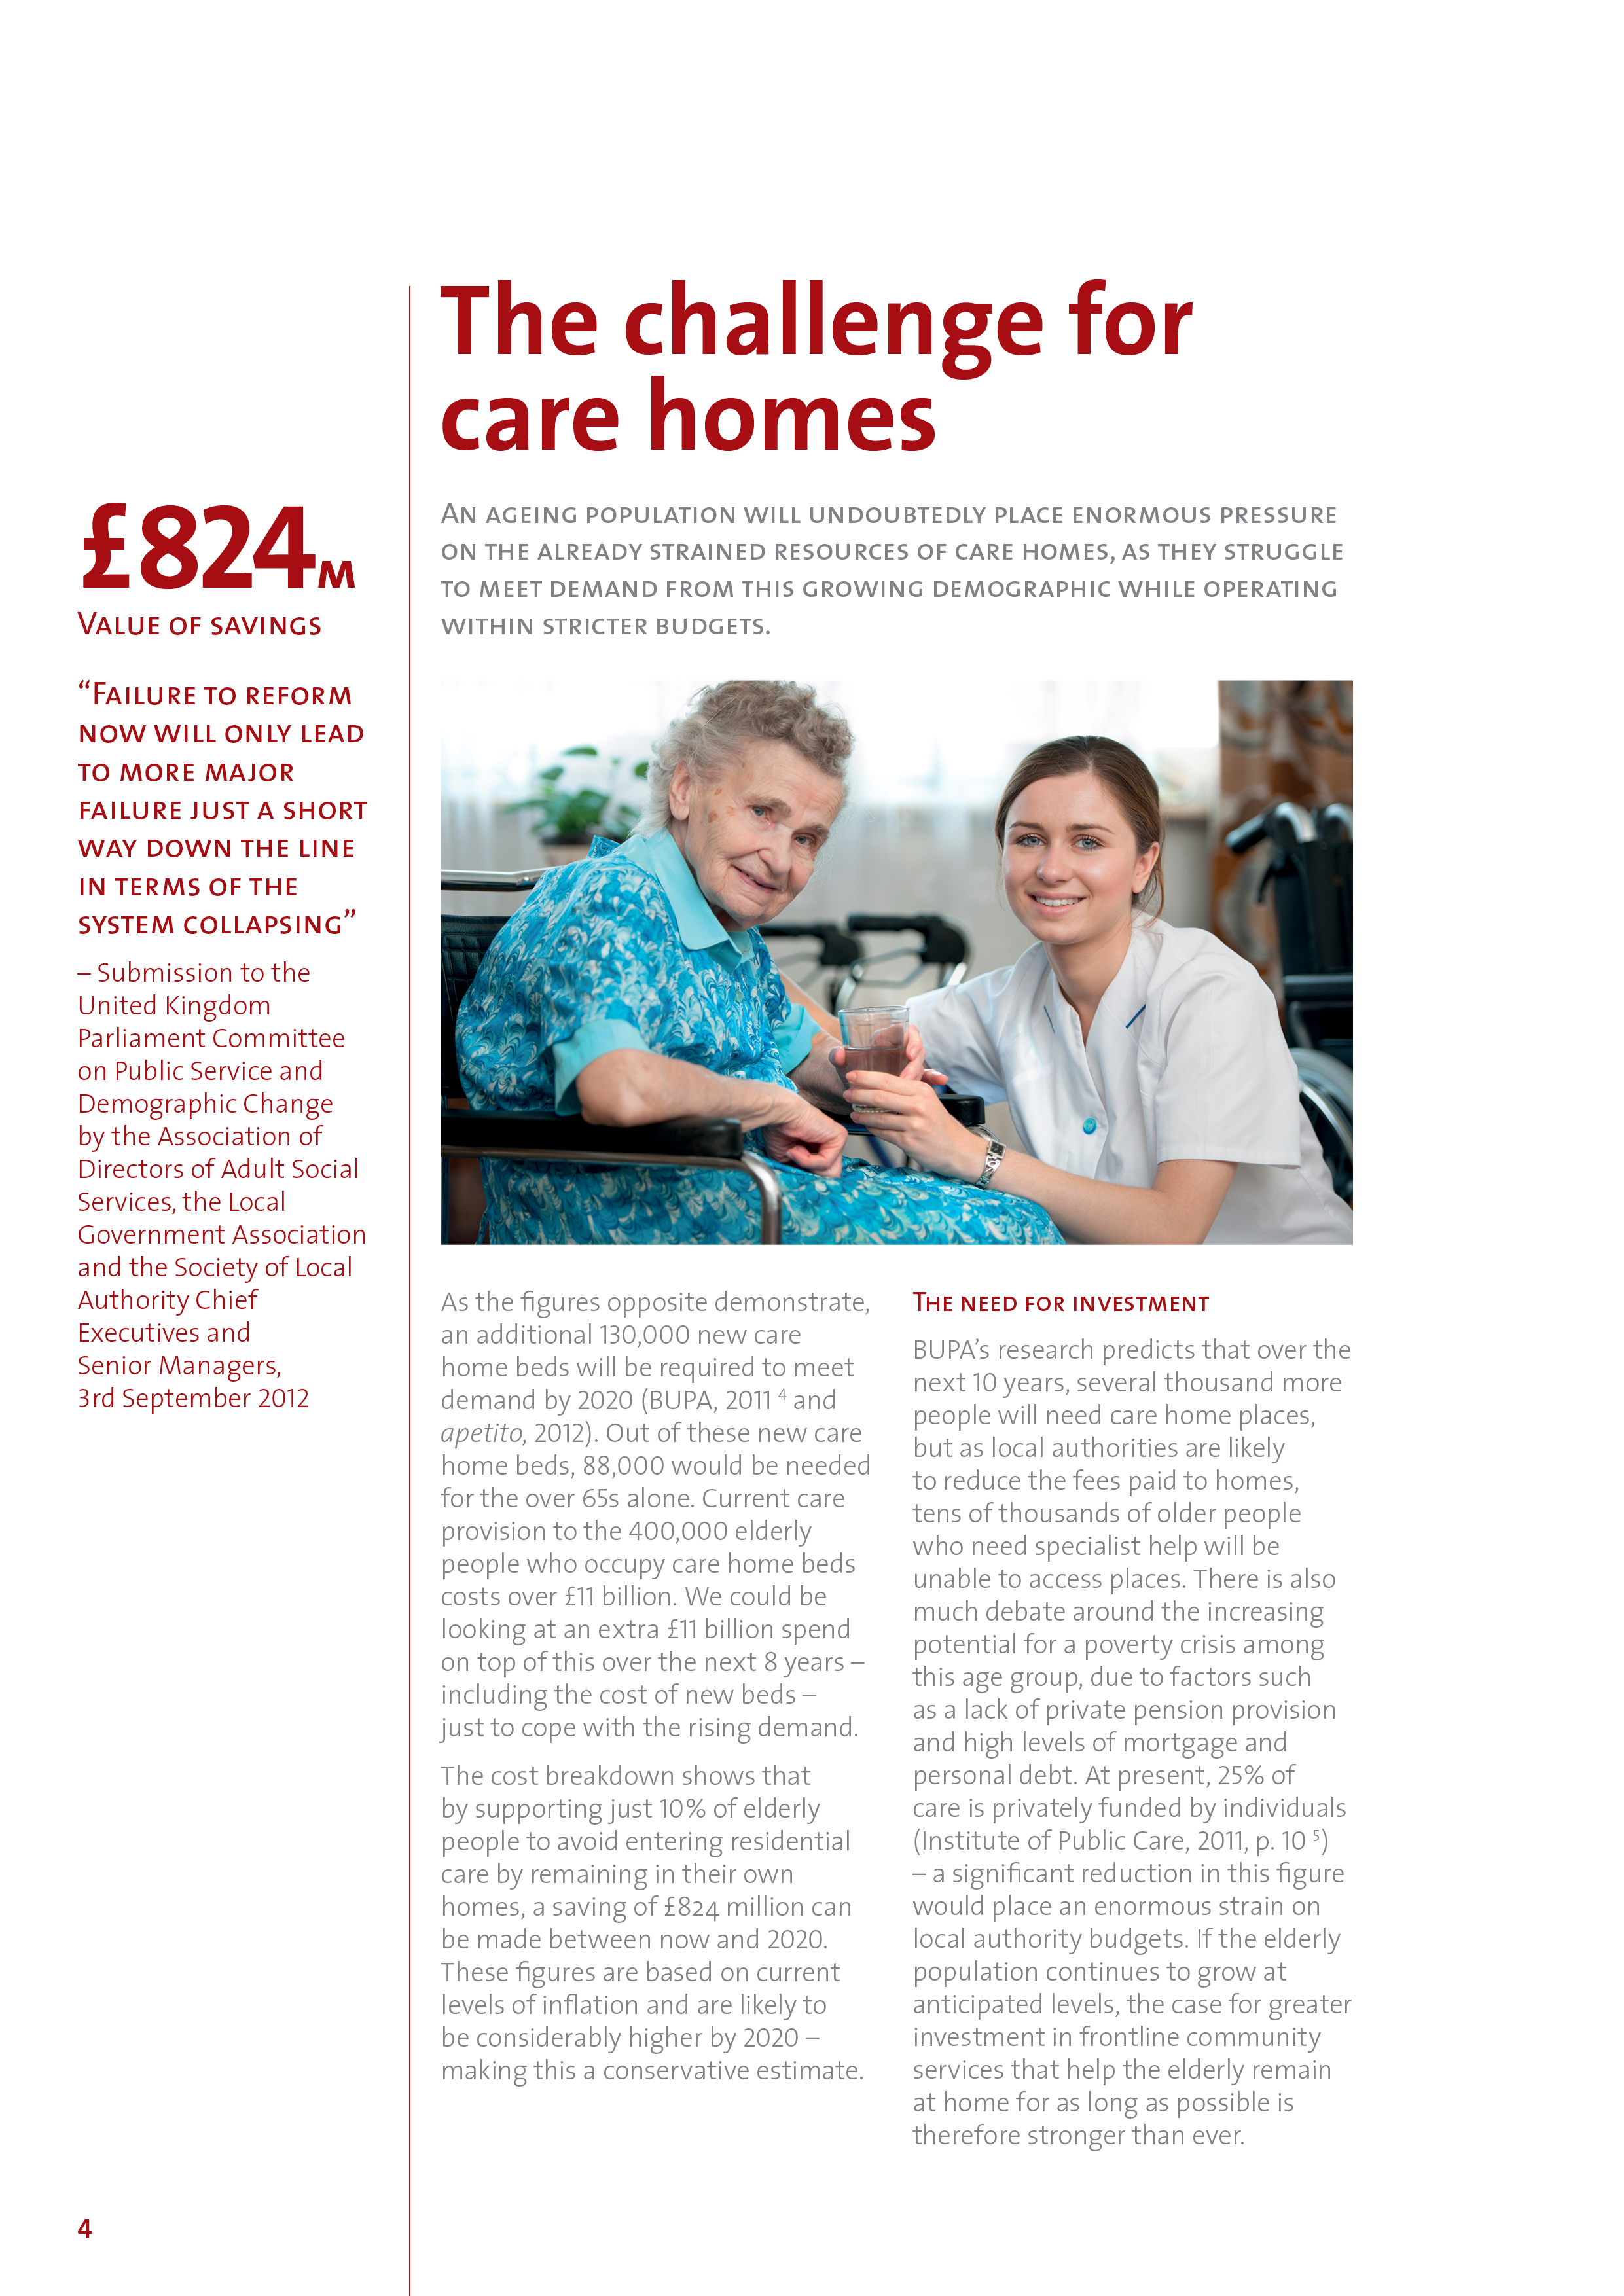 The challenge for
care homes
£824M
Value of savings
“Failure to reform
now will only lead
to more major
failure just a short
way down the line
in terms of the
system collapsing”
– Submission to the
United Kingdom
Parliament Committee
on Public Service and
Demographic Change
by the Association of
Directors of Adult Social
Services, the Local
Government Association
and the Society of Local
Authority Chief
Executives and
Senior Managers,
3rd September 2012
An ageing population will undoubtedly place enormous pressure
on the already strained resources of care homes, as they struggle
to meet demand from this growing demographic while operating
within stricter budgets.
As the figures opposite demonstrate,
an additional 130,000 new care
home beds will be required to meet
demand by 2020 (BUPA, 2011 4 and
apetito, 2012). Out of these new care
home beds, 88,000 would be needed
for the over 65s alone. Current care
provision to the 400,000 elderly
people who occupy care home beds
costs over £11 billion. We could be
looking at an extra £11 billion spend
on top of this over the next 8 years –
including the cost of new beds –
just to cope with the rising demand.
The cost breakdown shows that
by supporting just 10% of elderly
people to avoid entering residential
care by remaining in their own
homes, a saving of £824 million can
be made between now and 2020.
These figures are based on current
levels of inflation and are likely to
be considerably higher by 2020 –
making this a conservative estimate.
The need for investment
BUPA’s research predicts that over the
next 10 years, several thousand more
people will need care home places,
but as local authorities are likely
to reduce the fees paid to homes,
tens of thousands of older people
who need specialist help will be
unable to access places. There is also
much debate around the increasing
potential for a poverty crisis among
this age group, due to factors such
as a lack of private pension provision
and high levels of mortgage and
personal debt. At present, 25% of
care is privately funded by individuals
(Institute of Public Care, 2011, p. 10 5)
– a significant reduction in this figure
would place an enormous strain on
local authority budgets. If the elderly
population continues to grow at
anticipated levels, the case for greater
investment in frontline community
services that help the elderly remain
at home for as long as possible is
therefore stronger than ever.
4